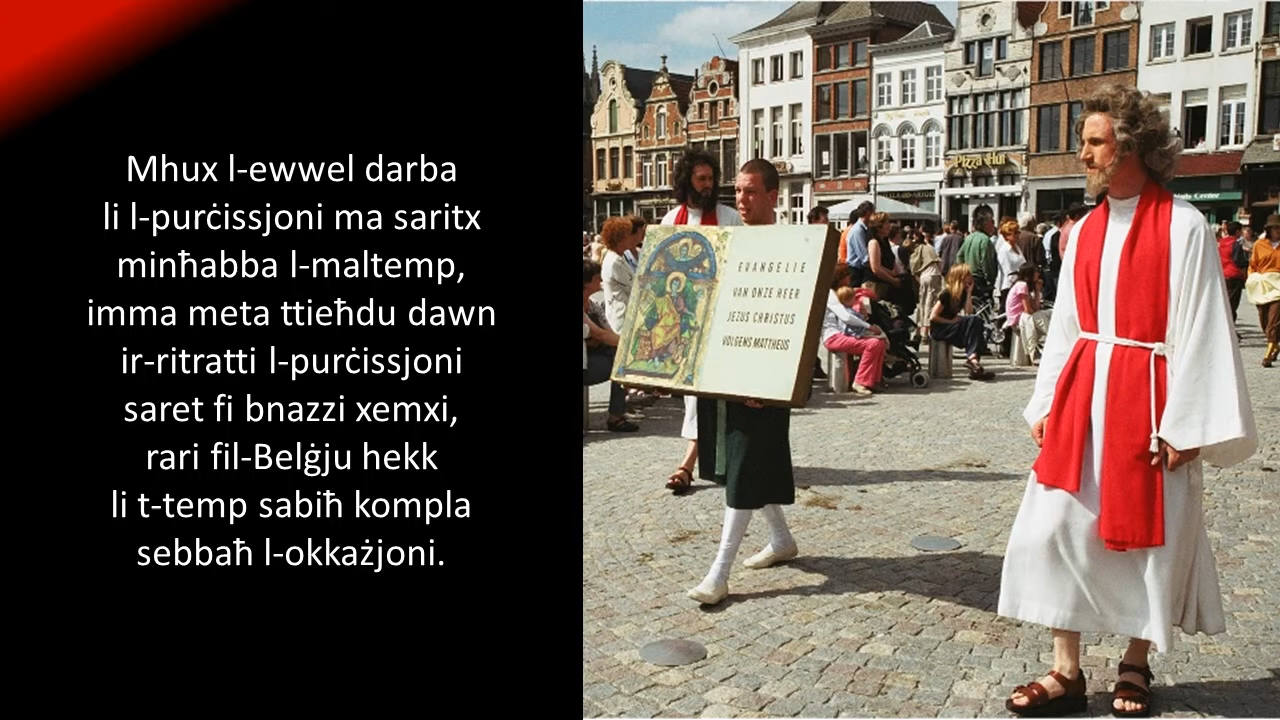 Mhux l-ewwel darba
li l-purċissjoni ma saritx
minħabba l-maltemp,
imma meta ttieħdu dawn
ir-ritratti l-purċissjoni
saret fi bnazzi xemxi,
rari fil-Belġju hekk
li t-temp sabiħ kompla
sebbaħ l-okkażjoni.
Pizza Hut
EVANGELIE
VAN ONZE HEER
JEZUS CHRISTUS
VOLGENS MATTHEUS